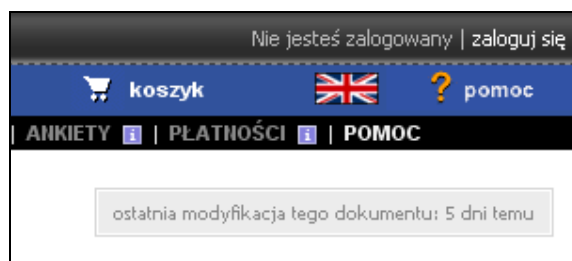 Nie jesteś zalogowany | zaloguj się
koszyk ? pomoc
| ANKIETY i | PŁATNOŚCI i | POMOC
ostatnia modyfikacja tego dokumentu: 5 dni temu